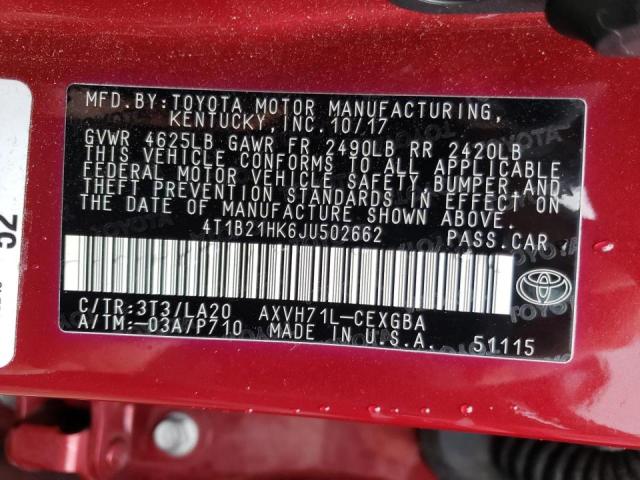 MFD.BY:TOYOTA MOTOR MANUFACTURING,
KENTUCKY,INC.10/17
GVWR 4625LB GAWR FR 2490LB RR 2420LB
THIS VEHICLE CONFORMS TO ALL APPLICABLE
FEDERAL MOTOR VEHICLE SAFETY,BUMPER,AND
THEFT PREVENTION STANDARDS IN EFFECT ON
THE DATE OF MANUFACTURE SHOWN ABOVE.
4T1B21HK6JU502662 PASS.CAR
C/TR:3T3/LA20 AXVH71L-CEXGBA
A/TM:-03A/P710 MADE IN U.S.A. 51115
52